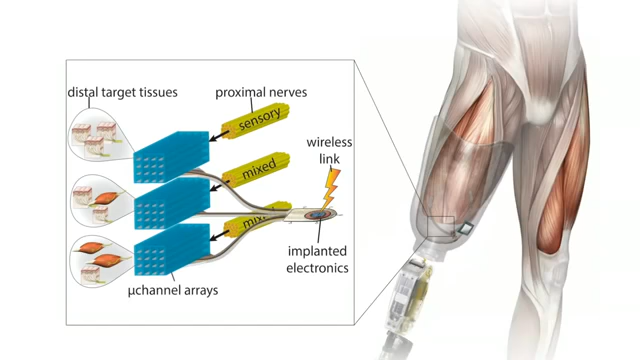 distal target tissues
proximal nerves
sensory
wireless
link
mixed
implanted
electronics
µchannel arrays